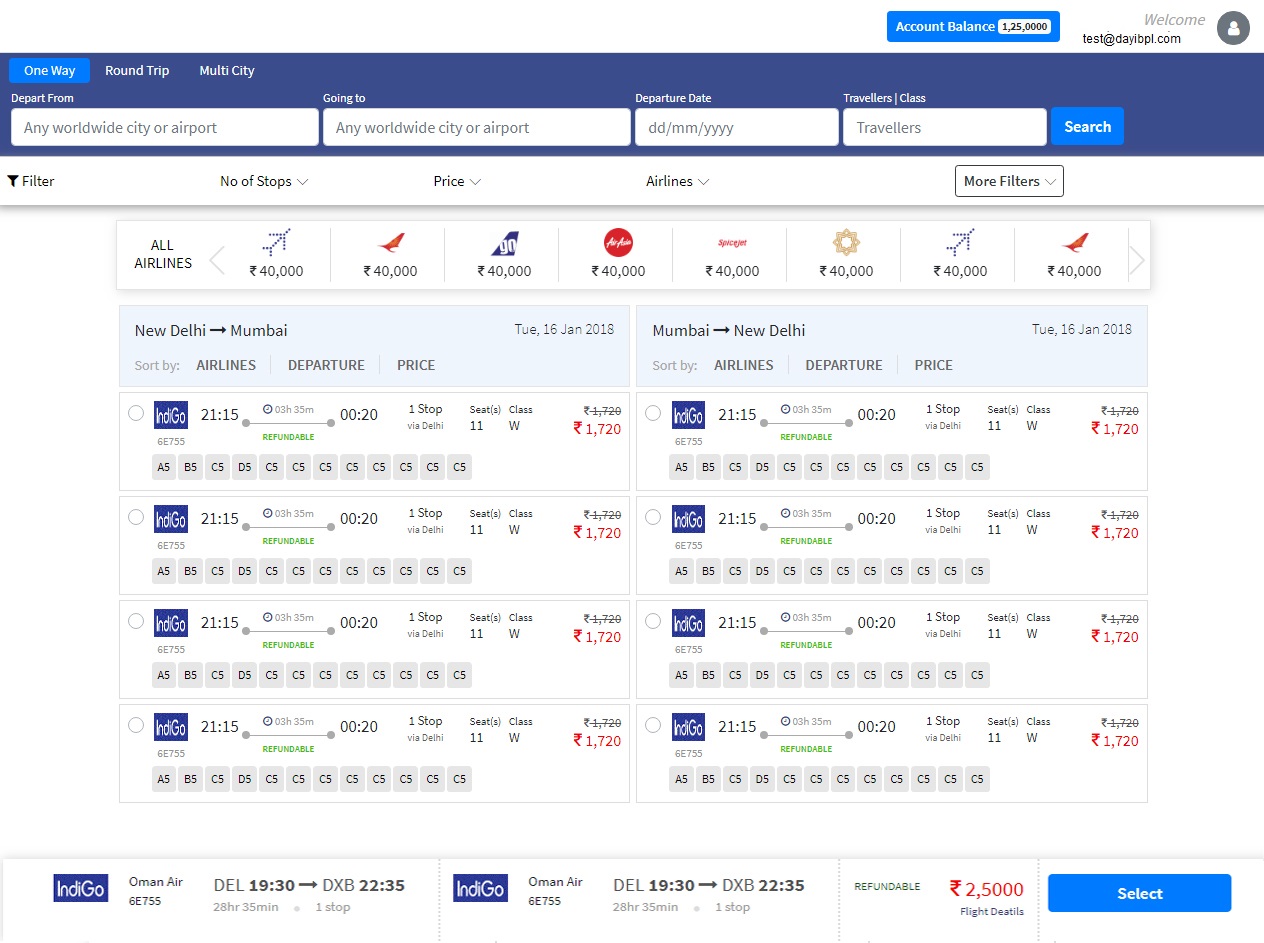 Account Balance 1,25,0000
Welcome
test@dayibpl.com
One Way Round Trip Multi City
Depart From Going to Departure Date Travellers | Class
Any worldwide city or airport Any worldwide city or airport dd/mm/yyyy Travellers Search
Filter No of Stops Price Airlines More Filters
ALL
AIRLINES
go AirAsia Spicejet
₹ 40,000 ₹ 40,000 ₹ 40,000 ₹ 40,000 ₹ 40,000 ₹ 40,000 ₹ 40,000 ₹ 40,000
New Delhi → Mumbai Tue, 16 Jan 2018
Sort by: AIRLINES DEPARTURE PRICE
IndiGo 21:15 03h 35m 00:20 1 Stop Seat(s) Class ₹ 1,720
REFUNDABLE via Delhi 11 W ₹ 1,720
6E755
A5 B5 C5 D5 C5 C5 C5 C5 C5 C5 C5 C5
IndiGo 21:15 03h 35m 00:20 1 Stop Seat(s) Class ₹ 1,720
REFUNDABLE via Delhi 11 W ₹ 1,720
6E755
A5 B5 C5 D5 C5 C5 C5 C5 C5 C5 C5 C5
IndiGo 21:15 03h 35m 00:20 1 Stop Seat(s) Class ₹ 1,720
REFUNDABLE via Delhi 11 W ₹ 1,720
6E755
A5 B5 C5 D5 C5 C5 C5 C5 C5 C5 C5 C5
IndiGo 21:15 03h 35m 00:20 1 Stop Seat(s) Class ₹ 1,720
REFUNDABLE via Delhi 11 W ₹ 1,720
6E755
A5 B5 C5 D5 C5 C5 C5 C5 C5 C5 C5 C5
Mumbai → New Delhi Tue, 16 Jan 2018
Sort by: AIRLINES DEPARTURE PRICE
IndiGo 21:15 03h 35m 00:20 1 Stop Seat(s) Class ₹ 1,720
REFUNDABLE via Delhi 11 W ₹ 1,720
6E755
A5 B5 C5 D5 C5 C5 C5 C5 C5 C5 C5 C5
IndiGo 21:15 03h 35m 00:20 1 Stop Seat(s) Class ₹ 1,720
REFUNDABLE via Delhi 11 W ₹ 1,720
6E755
A5 B5 C5 D5 C5 C5 C5 C5 C5 C5 C5 C5
IndiGo 21:15 03h 35m 00:20 1 Stop Seat(s) Class ₹ 1,720
REFUNDABLE via Delhi 11 W ₹ 1,720
6E755
A5 B5 C5 D5 C5 C5 C5 C5 C5 C5 C5 C5
IndiGo 21:15 03h 35m 00:20 1 Stop Seat(s) Class ₹ 1,720
REFUNDABLE via Delhi 11 W ₹ 1,720
6E755
A5 B5 C5 D5 C5 C5 C5 C5 C5 C5 C5 C5
IndiGo Oman Air DEL 19:30 → DXB 22:35
6E755 28hr 35min 1 stop
IndiGo Oman Air DEL 19:30 → DXB 22:35
6E755 28hr 35min 1 stop
REFUNDABLE ₹ 2,5000
Flight Deatils
Select